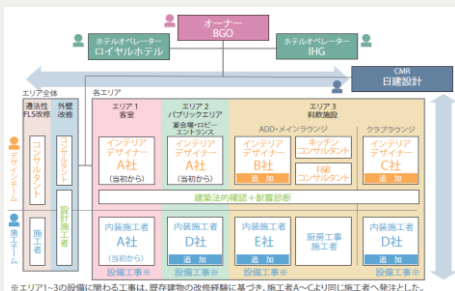 オーナー
BGO
ホテルオペレーター
ロイヤルホテル
ホテルオペレーター
IHG
CMR
日建設計
エリア全体
各エリア
遵法性
FLS改修
外壁
改修
エリア1
客室
エリア2
パブリックエリア
宴会場・ロビー
エントランス
エリア3
料飲施設
ADD・メインラウンジ
クラブラウンジ
デザインチーム
コンサルタント
コンサルタント
インテリア
デザイナー
A社
(当初から)
インテリア
デザイナー
A社
(当初から)
インテリア
デザイナー
B社
追加
キッチン
コンサルタント
F&B
コンサルタント
インテリア
デザイナー
C社
追加
建築法的確認+耐震診断
施工チーム
施工者
設計施工者
内装施工者
A社
(当初から)
内装施工者
D社
追加
内装施工者
E社
追加
厨房工事
施工者
内装施工者
D社
追加
設備工事※
設備工事※
設備工事※
設備工事※
※エリア1~3の設備に関わる工事は、既存建物の改修経験に基づき、施工者A~Cより同じ施工者へ発注とした。